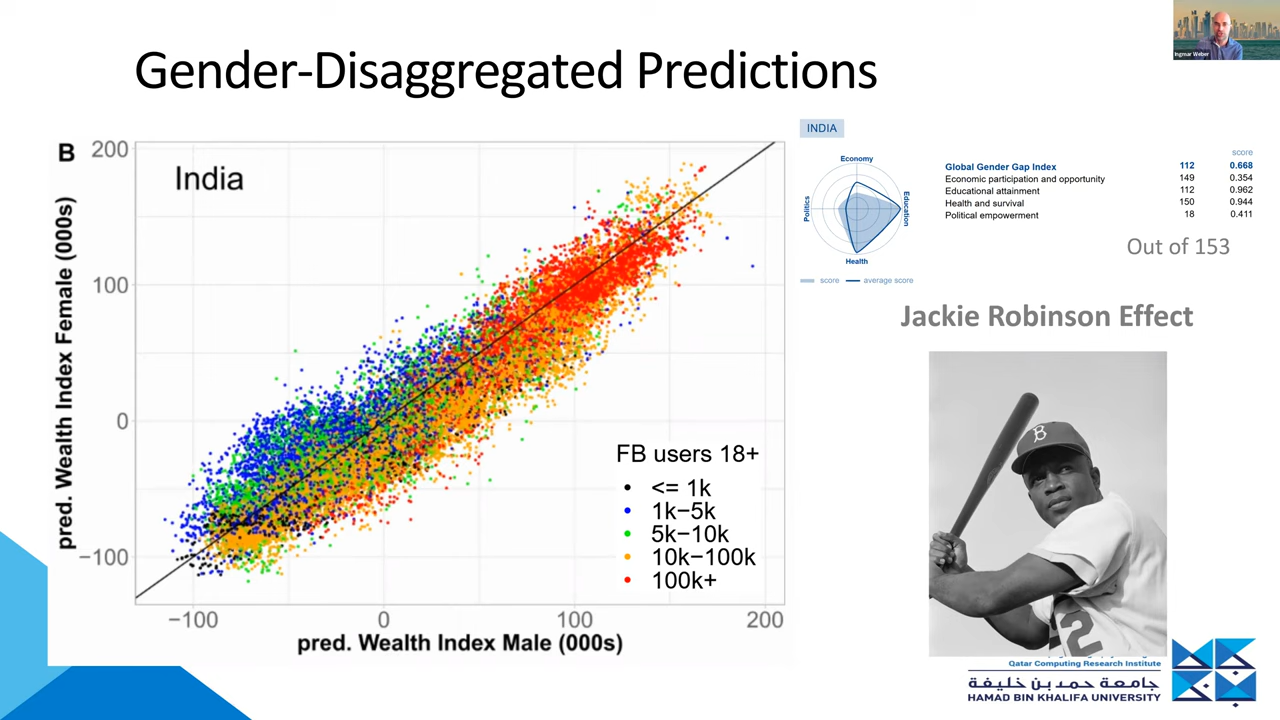 Gender-Disaggregated Predictions
Ingmar Weber
B
India
pred. Wealth Index Female (000s)
200
100
0
−100
−100
0
100
200
pred. Wealth Index Male (000s)
FB users 18+
<= 1k
1k−5k
5k−10k
10k−100k
100k+
INDIA
Economy
Education
Health
Politics
score
average score
score
Global Gender Gap Index 112 0.668
Economic participation and opportunity 149 0.354
Educational attainment 112 0.962
Health and survival 150 0.944
Political empowerment 18 0.411
Out of 153
Jackie Robinson Effect
B
2
Qatar Computing Research Institute
جامعة حمد بن خليفة
HAMAD BIN KHALIFA UNIVERSITY